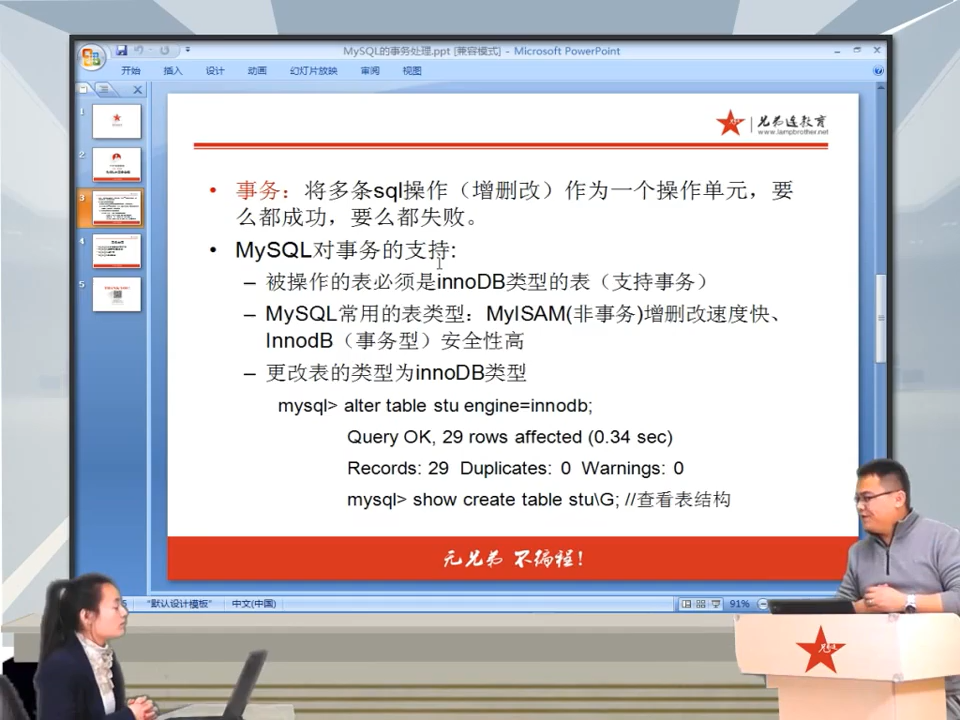 MySQL的事务处理.ppt [兼容模式] - Microsoft PowerPoint
开始 插入 设计 动画 幻灯片放映 审阅 视图
1
2
3
4
5
兄弟连教育
www.lampbrother.net
• 事务：将多条sql操作（增删改）作为一个操作单元，要
么都成功，要么都失败。
• MySQL对事务的支持:
– 被操作的表必须是innoDB类型的表（支持事务）
– MySQL常用的表类型：MyISAM(非事务)增删改速度快、
InnodB（事务型）安全性高
– 更改表的类型为innoDB类型
mysql> alter table stu engine=innodb;
Query OK, 29 rows affected (0.34 sec)
Records: 29 Duplicates: 0 Warnings: 0
mysql> show create table stu\G; //查看表结构
无兄弟 不编程!
"默认设计模板" 中文(中国) 91%